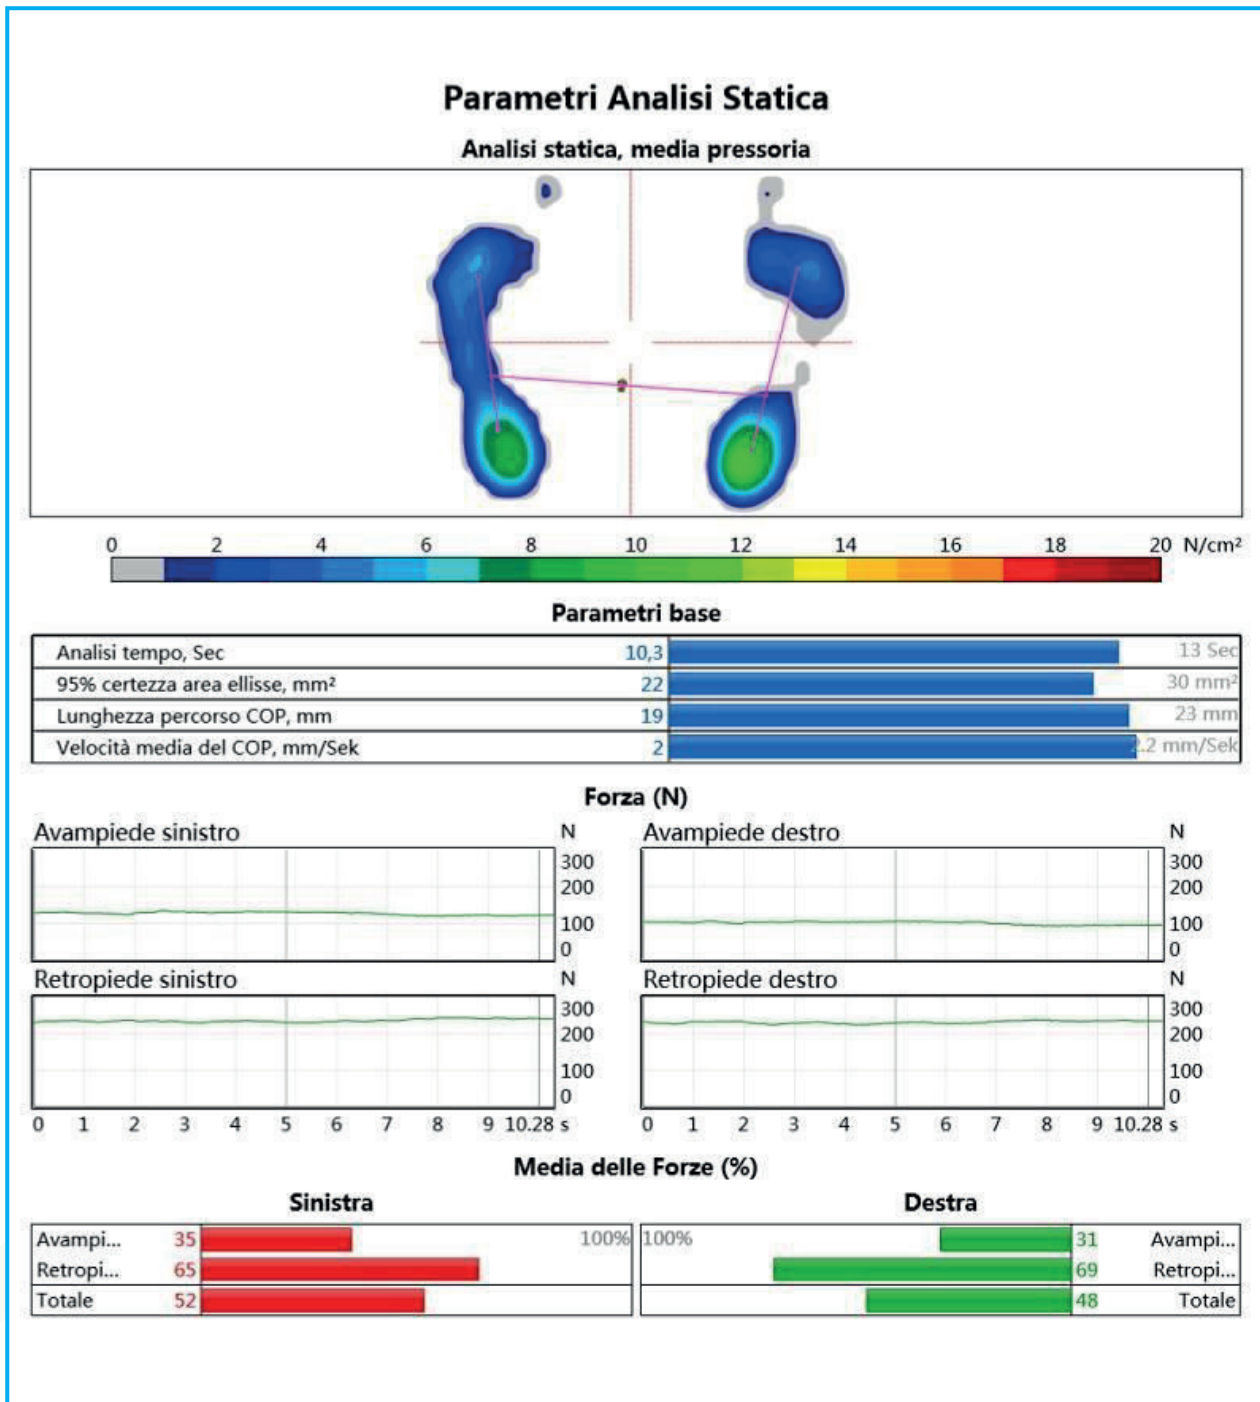 Parametri Analisi Statica
Analisi statica, media pressoria
0 2 4 6 8 10 12 14 16 18 20 N/cm²
Parametri base
Analisi tempo, Sec 10,3 13 Sec
95% certezza area ellisse, mm² 22 30 mm²
Lunghezza percorso COP, mm 19 23 mm
Velocità media del COP, mm/Sek 2 2.2 mm/Sek
Forza (N)
Avampiede sinistro N
300
200
100
0
Avampiede destro N
300
200
100
0
Retropiede sinistro N
300
200
100
0
0 1 2 3 4 5 6 7 8 9 10.28 s
Retropiede destro N
300
200
100
0
0 1 2 3 4 5 6 7 8 9 10.28 s
Media delle Forze (%)
Sinistra
Avampi... 35 100%
Retropi... 65
Totale 52
Destra
100% 31 Avampi...
69 Retropi...
48 Totale